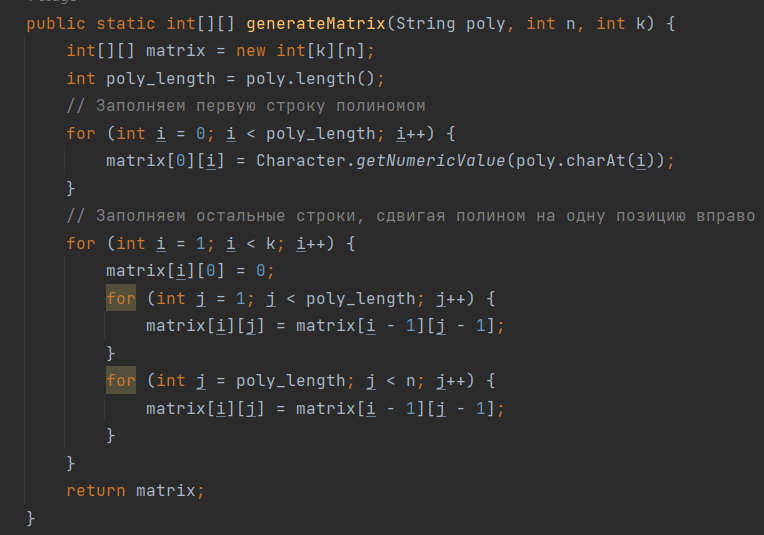 public static int[][] generateMatrix(String poly, int n, int k) {
    int[][] matrix = new int[k][n];
    int poly_length = poly.length();
    // Заполняем первую строку полиномом
    for (int i = 0; i < poly_length; i++) {
        matrix[0][i] = Character.getNumericValue(poly.charAt(i));
    }
    // Заполняем остальные строки, сдвигая полином на одну позицию вправо
    for (int i = 1; i < k; i++) {
        matrix[i][0] = 0;
        for (int j = 1; j < poly_length; j++) {
            matrix[i][j] = matrix[i - 1][j - 1];
        }
        for (int j = poly_length; j < n; j++) {
            matrix[i][j] = matrix[i - 1][j - 1];
        }
    }
    return matrix;
}